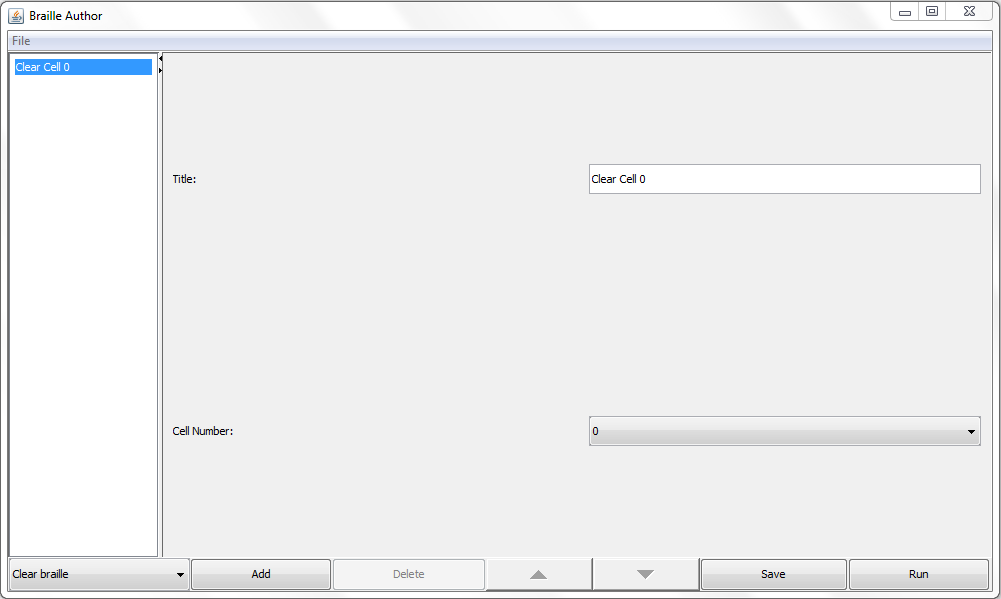 Braille Author
File
Clear Cell 0
Title:
Clear Cell 0
Cell Number:
0
Clear braille
Add
Delete
Save
Run